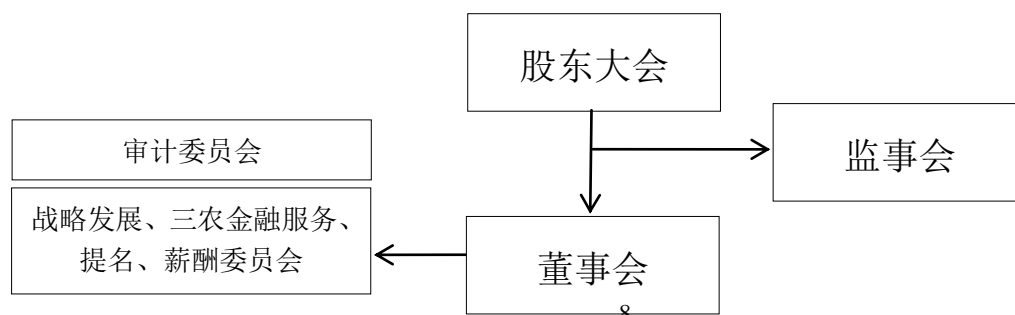 股东大会
审计委员会
监事会
战略发展、三农金融服务、
提名、薪酬委员会
董事会
8